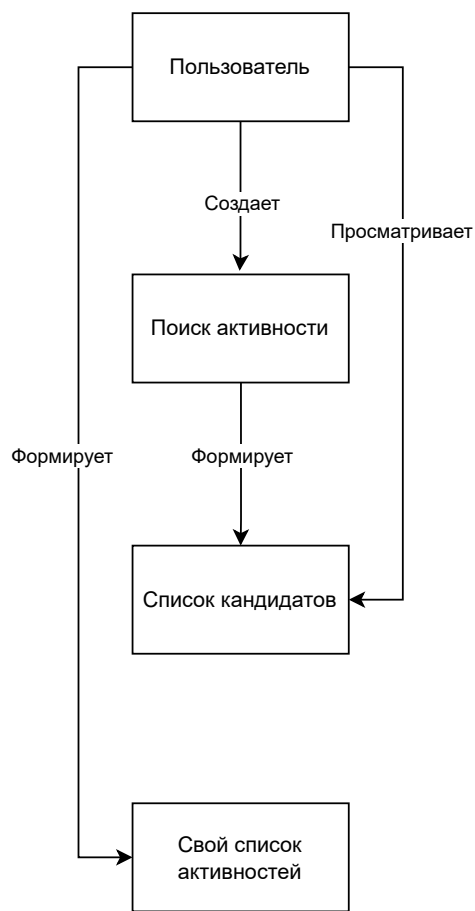 Пользователь
Создает
Просматривает
Поиск активности
Формирует
Формирует
Список кандидатов
Свой список
активностей